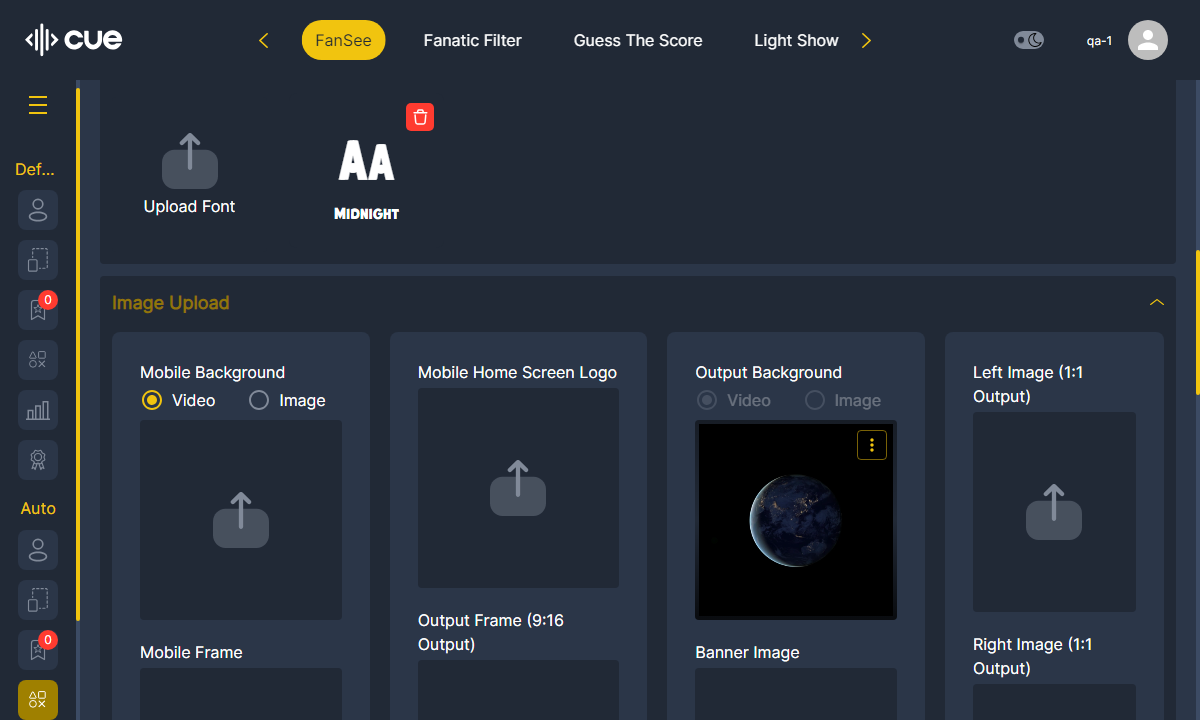 cue
FanSee
Fanatic Filter
Guess The Score
Light Show
qa-1
Def...
0
Auto
0
Upload Font
AA
MIDNIGHT
Image Upload
Mobile Background
Video
Image
Mobile Frame
Mobile Home Screen Logo
Output Frame (9:16
Output)
Output Background
Video
Image
Banner Image
Left Image (1:1
Output)
Right Image (1:1
Output)